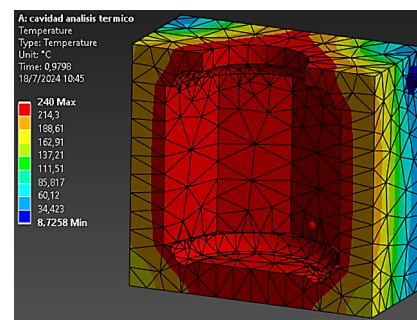 A: cavidad analisis termico
Temperature
Type: Temperature
Unit: °C
Time: 0,9798
18/7/2024 10:45
240 Max
214,3
188,61
162,91
137,21
111,51
85,817
60,12
34,423
8,7258 Min